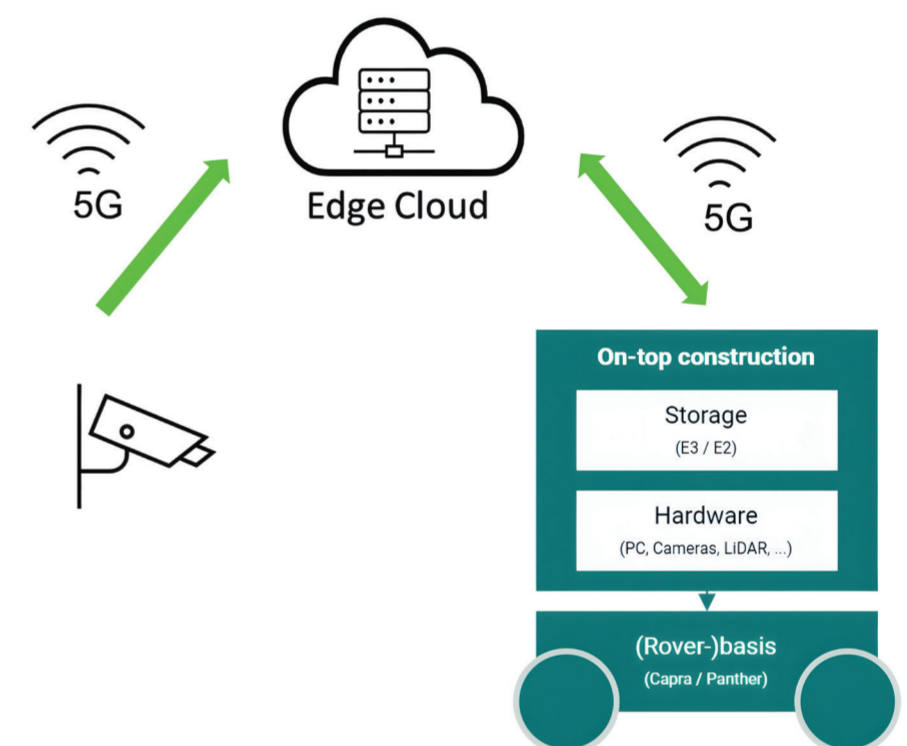 5G
Edge Cloud
5G
On-top construction
Storage
(E3 / E2)
Hardware
(PC, Cameras, LiDAR, ...)
(Rover-)basis
(Capra / Panther)